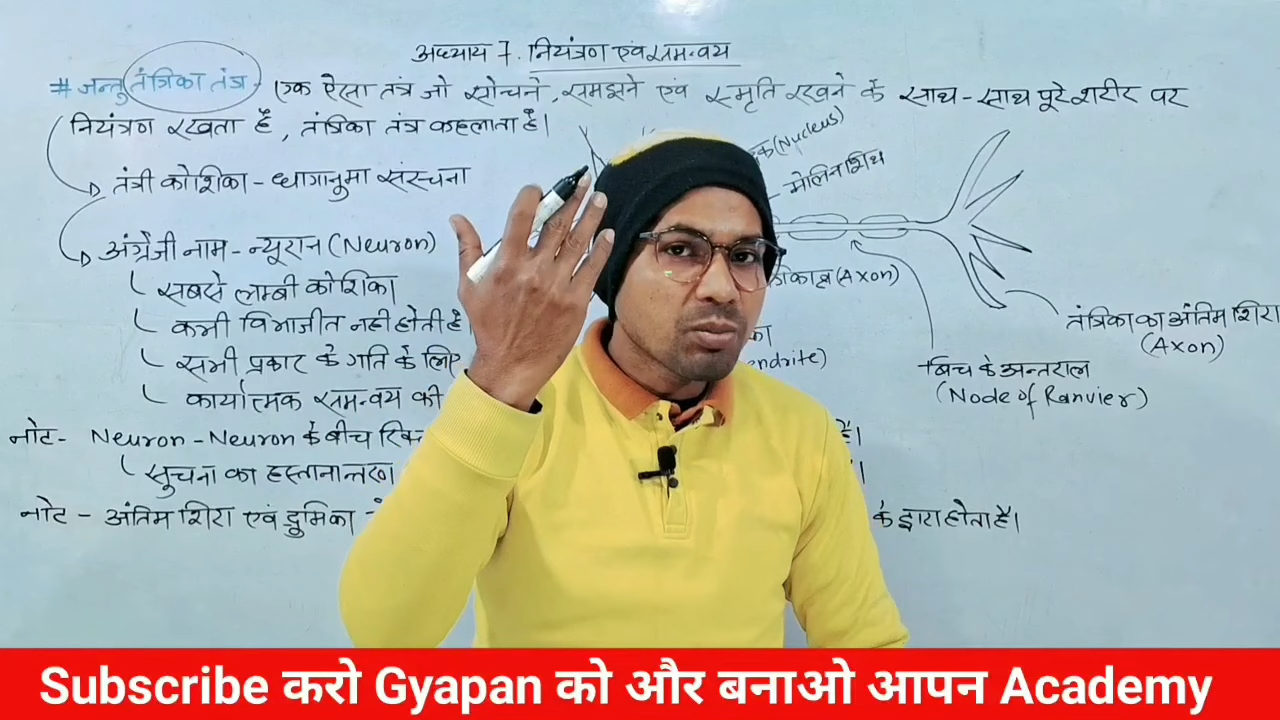 अध्याय 7. नियंत्रण एवं समन्वय
# जन्तु तंत्रिका तंत्र - एक ऐसा तंत्र जो सोचने, समझने एवं स्मृति रखने के साथ-साथ पूरे शरीर पर
नियंत्रण रखता है, तंत्रिका तंत्र कहलाता है।
तंत्री कोशिका - धागानुमा संरचना
अंग्रेजी नाम - न्यूरान (Neuron)
सबसे लम्बी कोशिका
कभी विभाजीत नही होती है।
सभी प्रकार के गति के लिए
कार्यात्मक समन्वय की
(Nucleus)
मेलिन शिथ
(Axon)
तंत्रिका का अंतिम शिरा
(Axon)
बिच के अन्तराल
(Node of Ranvier)
नोट- Neuron-Neuron के बीच
सुचना का हस्तानान्तरण
नोट - अंतिम शिरा एवं द्रुमिका के द्वारा होता है।
Subscribe करो Gyapan को और बनाओ आपन Academy